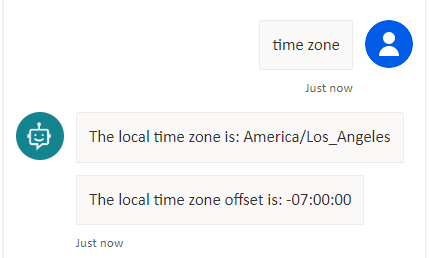 time zone
Just now
The local time zone is: America/Los_Angeles
The local time zone offset is: -07:00:00
Just now